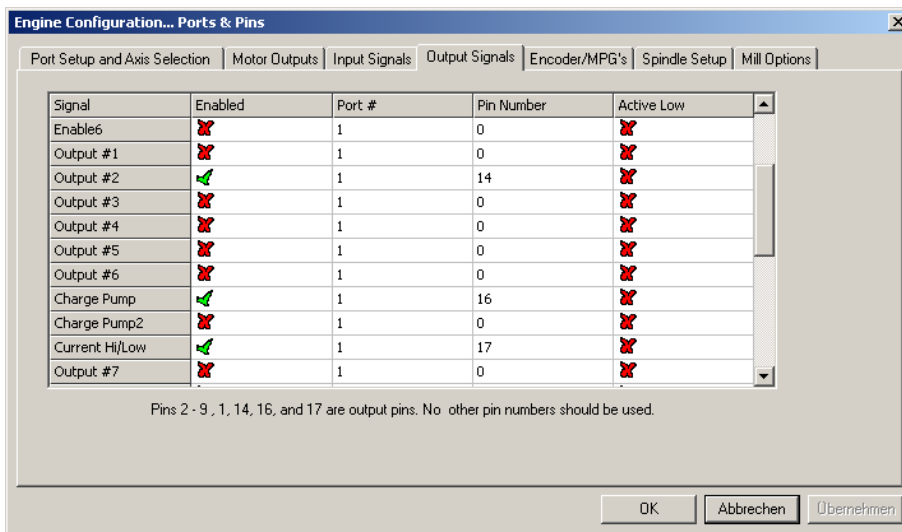 Engine Configuration... Ports & Pins
Port Setup and Axis Selection Motor Outputs Input Signals Output Signals Encoder/MPG's Spindle Setup Mill Options
Signal Enabled Port # Pin Number Active Low
Enable6 1 0
Output #1 1 0
Output #2 1 14
Output #3 1 0
Output #4 1 0
Output #5 1 0
Output #6 1 0
Charge Pump 1 16
Charge Pump2 1 0
Current Hi/Low 1 17
Output #7 1 0
Pins 2 - 9 , 1, 14, 16, and 17 are output pins. No other pin numbers should be used.
OK Abbrechen Übernehmen